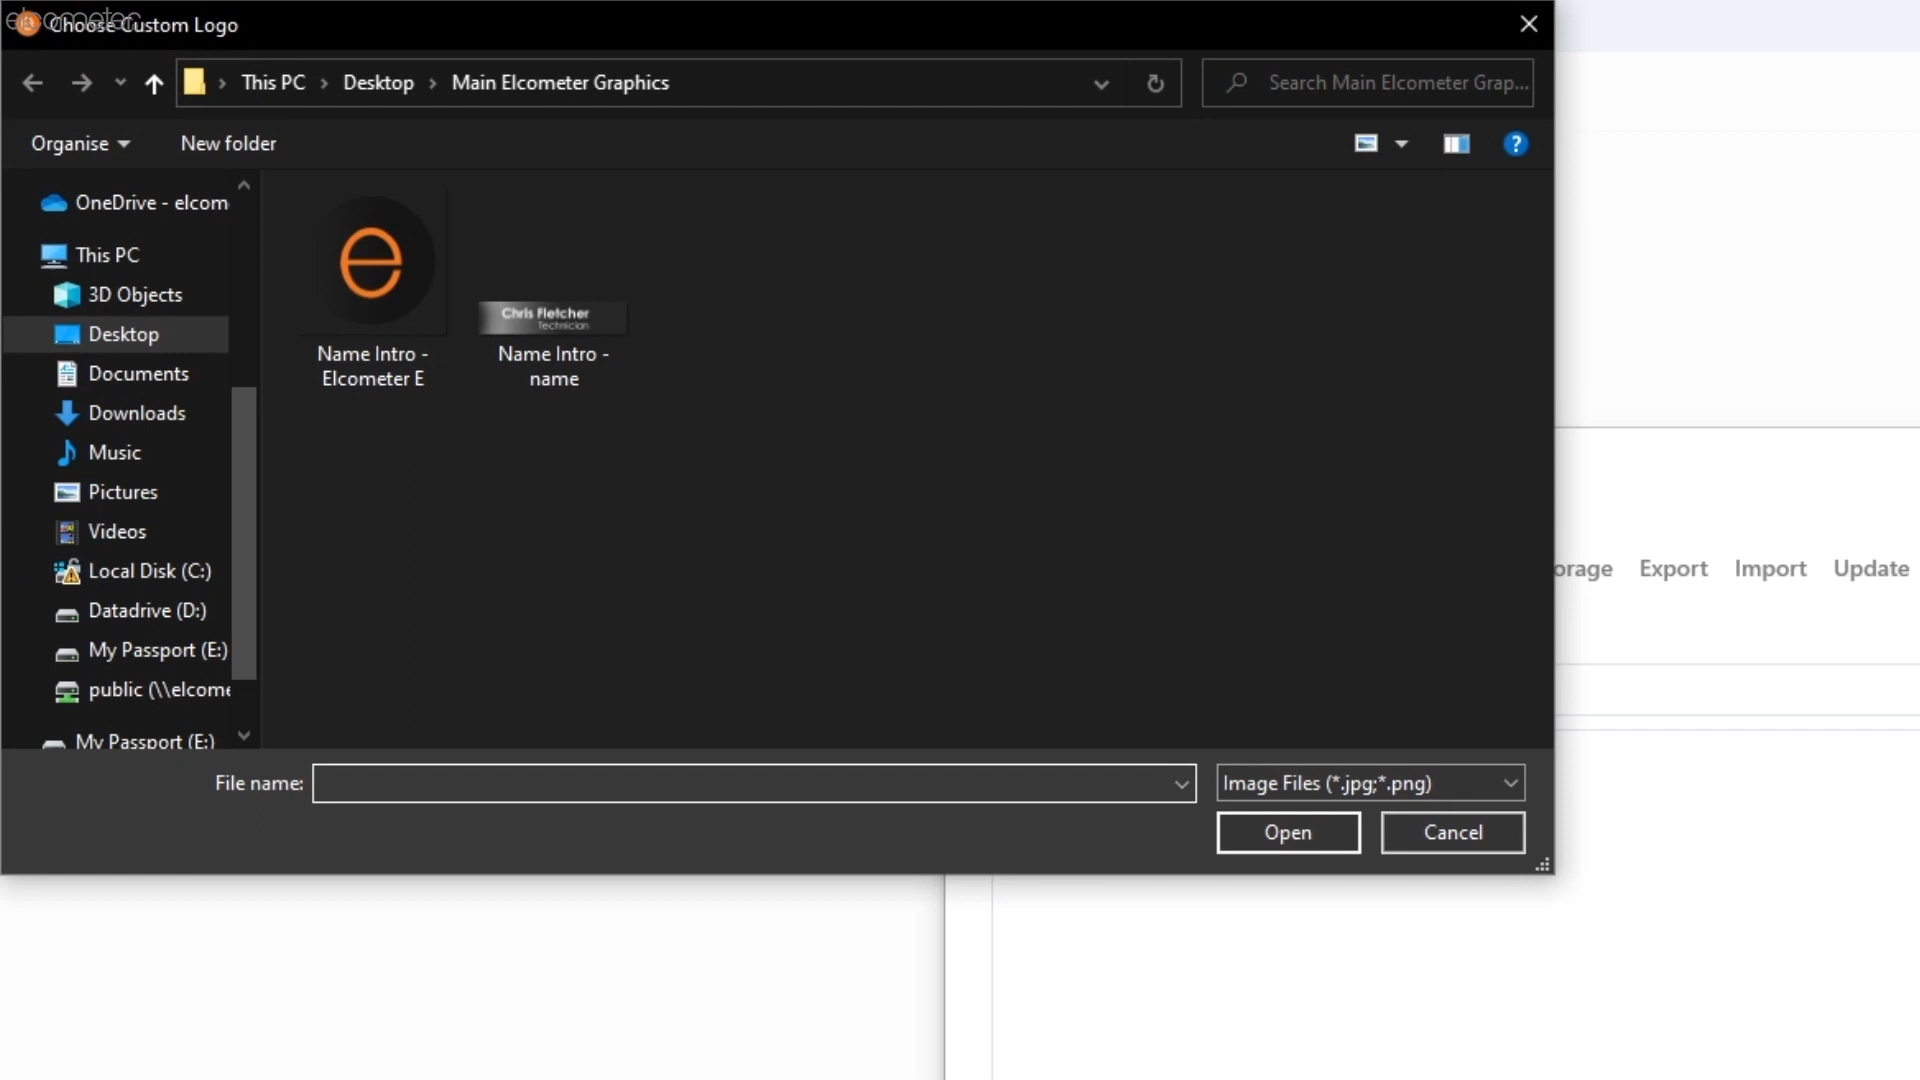 elcometer
Choose Custom Logo
This PC
Desktop
Main Elcometer Graphics
Search Main Elcometer Grap...
Organise
New folder
?
OneDrive - elcom
This PC
3D Objects
Desktop
Documents
Downloads
Music
Pictures
Videos
Local Disk (C:)
Datadrive (D:)
My Passport (E:)
public (\\elcome
My Passport (E:)
e
Chris Fletcher
Technician
Name Intro -
Elcometer E
Name Intro -
name
orage
Export
Import
Update
File name:
Image Files (*.jpg;*.png)
Open
Cancel